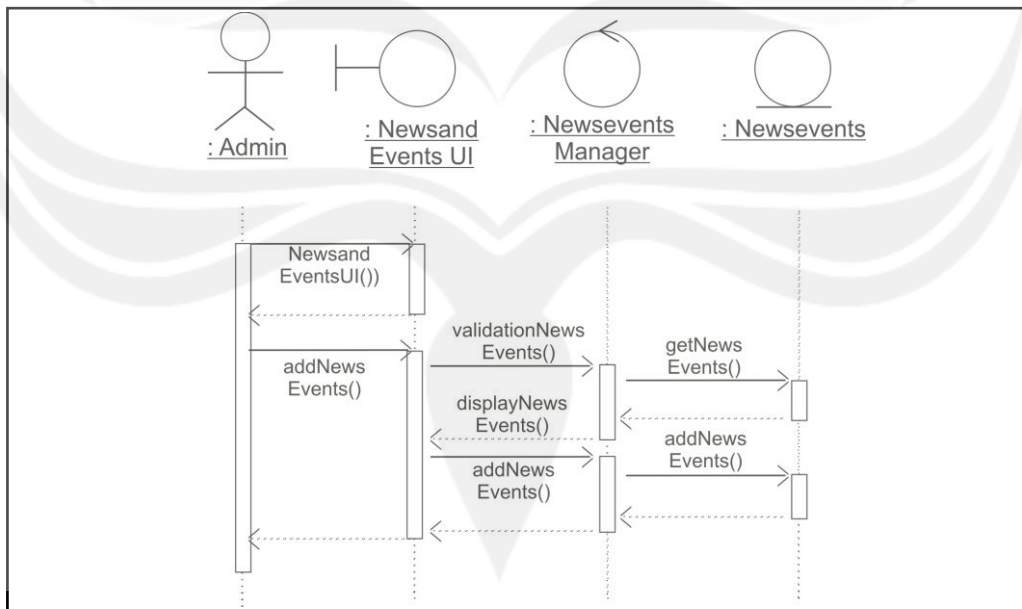 : Admin
: Newsand
Events UI
: Newsevents
Manager
: Newsevents
Newsand
EventsUI())
addNews
Events()
validationNews
Events()
getNews
Events()
displayNews
Events()
addNews
Events()
addNews
Events()